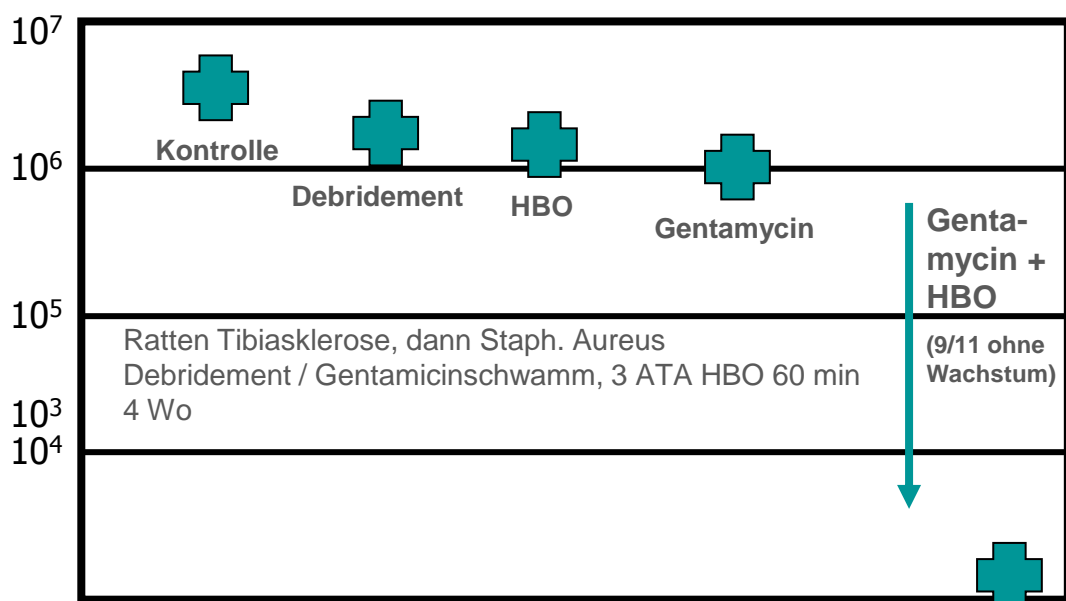 10⁷
Kontrolle
10⁶
Debridement
HBO
Gentamycin
Genta-
mycin +
HBO
(9/11 ohne
Wachstum)
10⁵
Ratten Tibiasklerose, dann Staph. Aureus
Debridement / Gentamicinschwamm, 3 ATA HBO 60 min
4 Wo
10³
10⁴